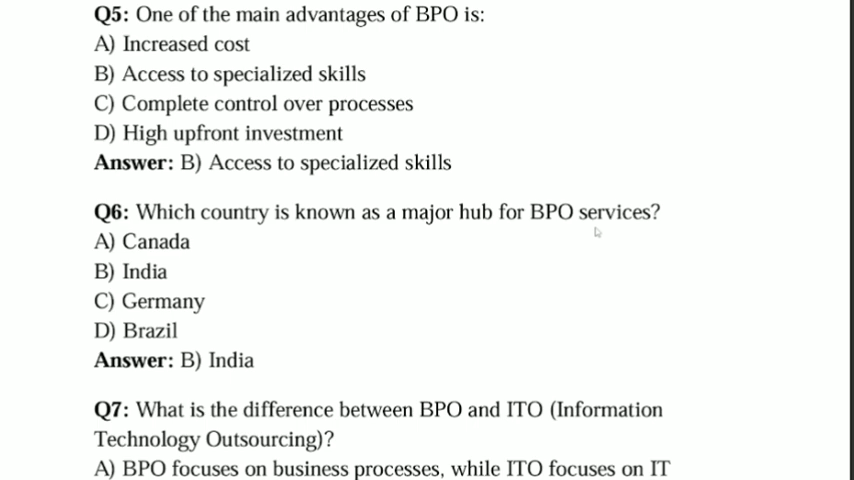 Q5: One of the main advantages of BPO is:
A) Increased cost
B) Access to specialized skills
C) Complete control over processes
D) High upfront investment
Answer: B) Access to specialized skills
Q6: Which country is known as a major hub for BPO services?
A) Canada
B) India
C) Germany
D) Brazil
Answer: B) India
Q7: What is the difference between BPO and ITO (Information
Technology Outsourcing)?
A) BPO focuses on business processes, while ITO focuses on IT